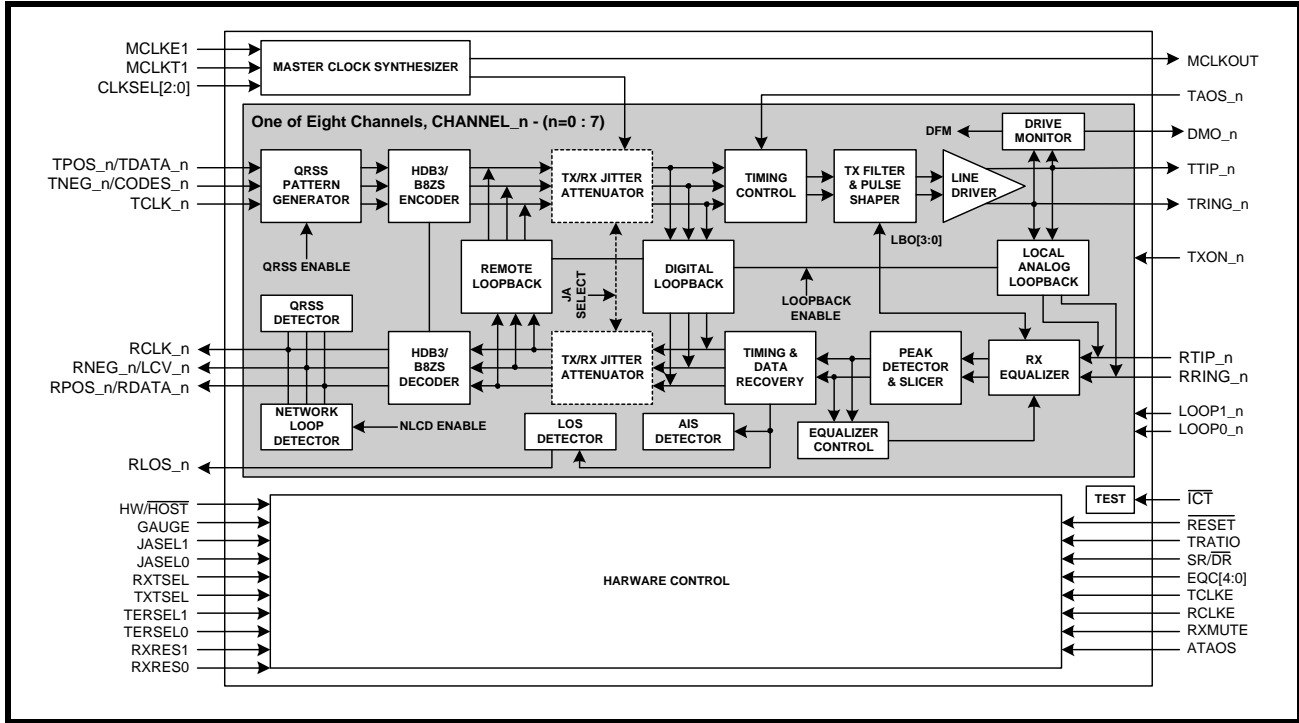 MCLKE1
MCLKT1
CLKSEL[2:0]
MASTER CLOCK SYNTHESIZER
MCLKOUT
TAOS_n
One of Eight Channels, CHANNEL_n - (n=0 : 7)
DFM
DRIVE
MONITOR
DMO_n
TPOS_n/TDATA_n
TNEG_n/CODES_n
TCLK_n
QRSS
PATTERN
GENERATOR
HDB3/
B8ZS
ENCODER
TX/RX JITTER
ATTENUATOR
TIMING
CONTROL
TX FILTER
& PULSE
SHAPER
LINE
DRIVER
TTIP_n
TRING_n
QRSS ENABLE
REMOTE
LOOPBACK
JA
SELECT
DIGITAL
LOOPBACK
LOOPBACK
ENABLE
LBO[3:0]
LOCAL
ANALOG
LOOPBACK
TXON_n
QRSS
DETECTOR
RCLK_n
RNEG_n/LCV_n
RPOS_n/RDATA_n
HDB3/
B8ZS
DECODER
TX/RX JITTER
ATTENUATOR
TIMING &
DATA
RECOVERY
PEAK
DETECTOR
& SLICER
RX
EQUALIZER
RTIP_n
RRING_n
NETWORK
LOOP
DETECTOR
NLCD ENABLE
LOS
DETECTOR
AIS
DETECTOR
EQUALIZER
CONTROL
LOOP1_n
LOOP0_n
RLOS_n
TEST
ICT
HW/HOST
GAUGE
JASEL1
JASEL0
RXTSEL
TXTSEL
TERSEL1
TERSEL0
RXRES1
RXRES0
HARWARE CONTROL
RESET
TRATIO
SR/DR
EQC[4:0]
TCLKE
RCLKE
RXMUTE
ATAOS